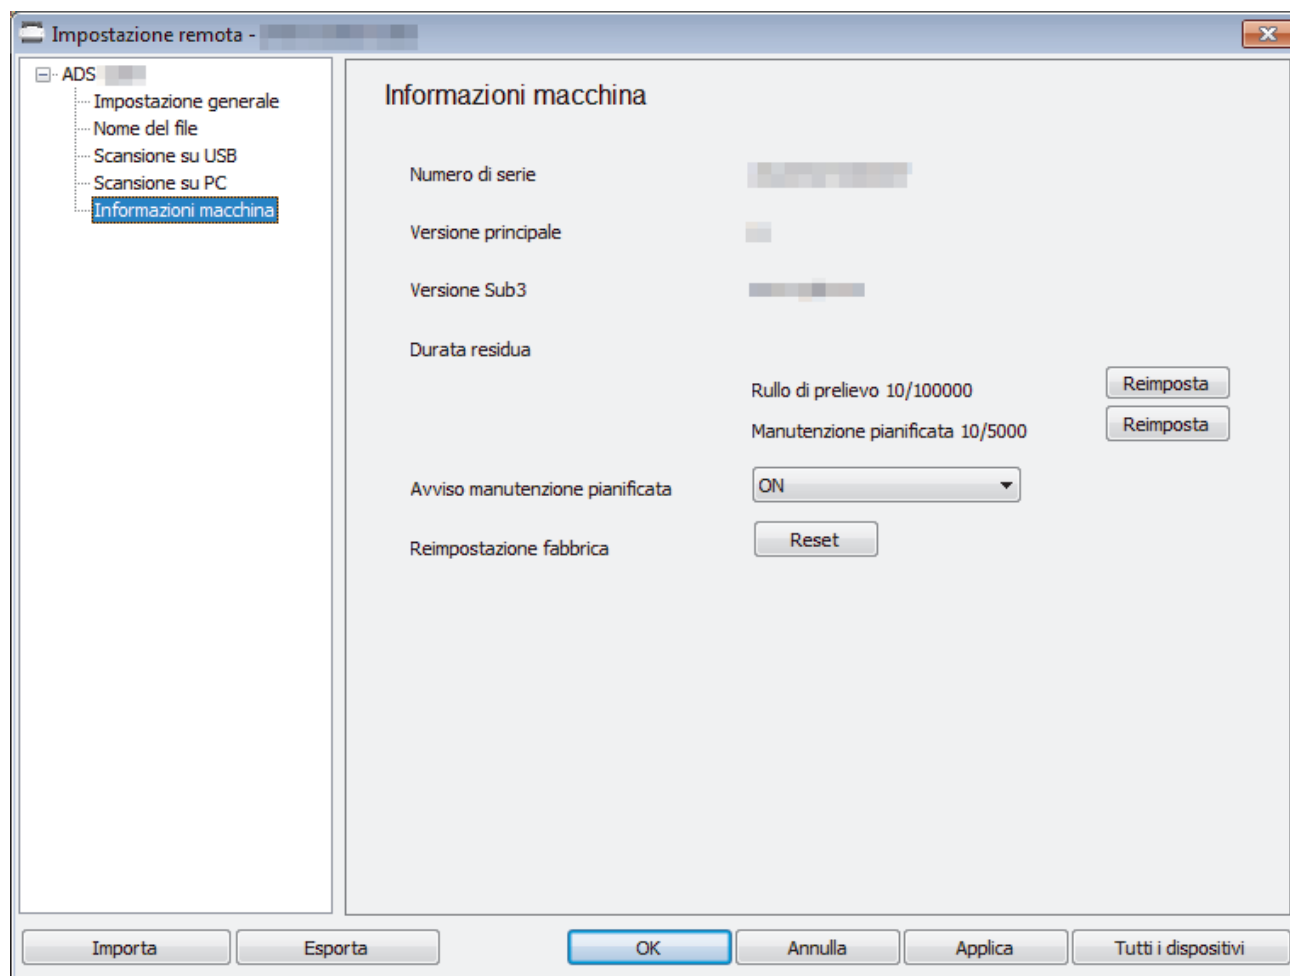 Impostazione remota -
ADS
Impostazione generale
Nome del file
Scansione su USB
Scansione su PC
Informazioni macchina
Informazioni macchina
Numero di serie
Versione principale
Versione Sub3
Durata residua
Rullo di prelievo 10/100000 Reimposta
Manutenzione pianificata 10/5000 Reimposta
Avviso manutenzione pianificata ON
Reimpostazione fabbrica Reset
Importa Esporta OK Annulla Applica Tutti i dispositivi